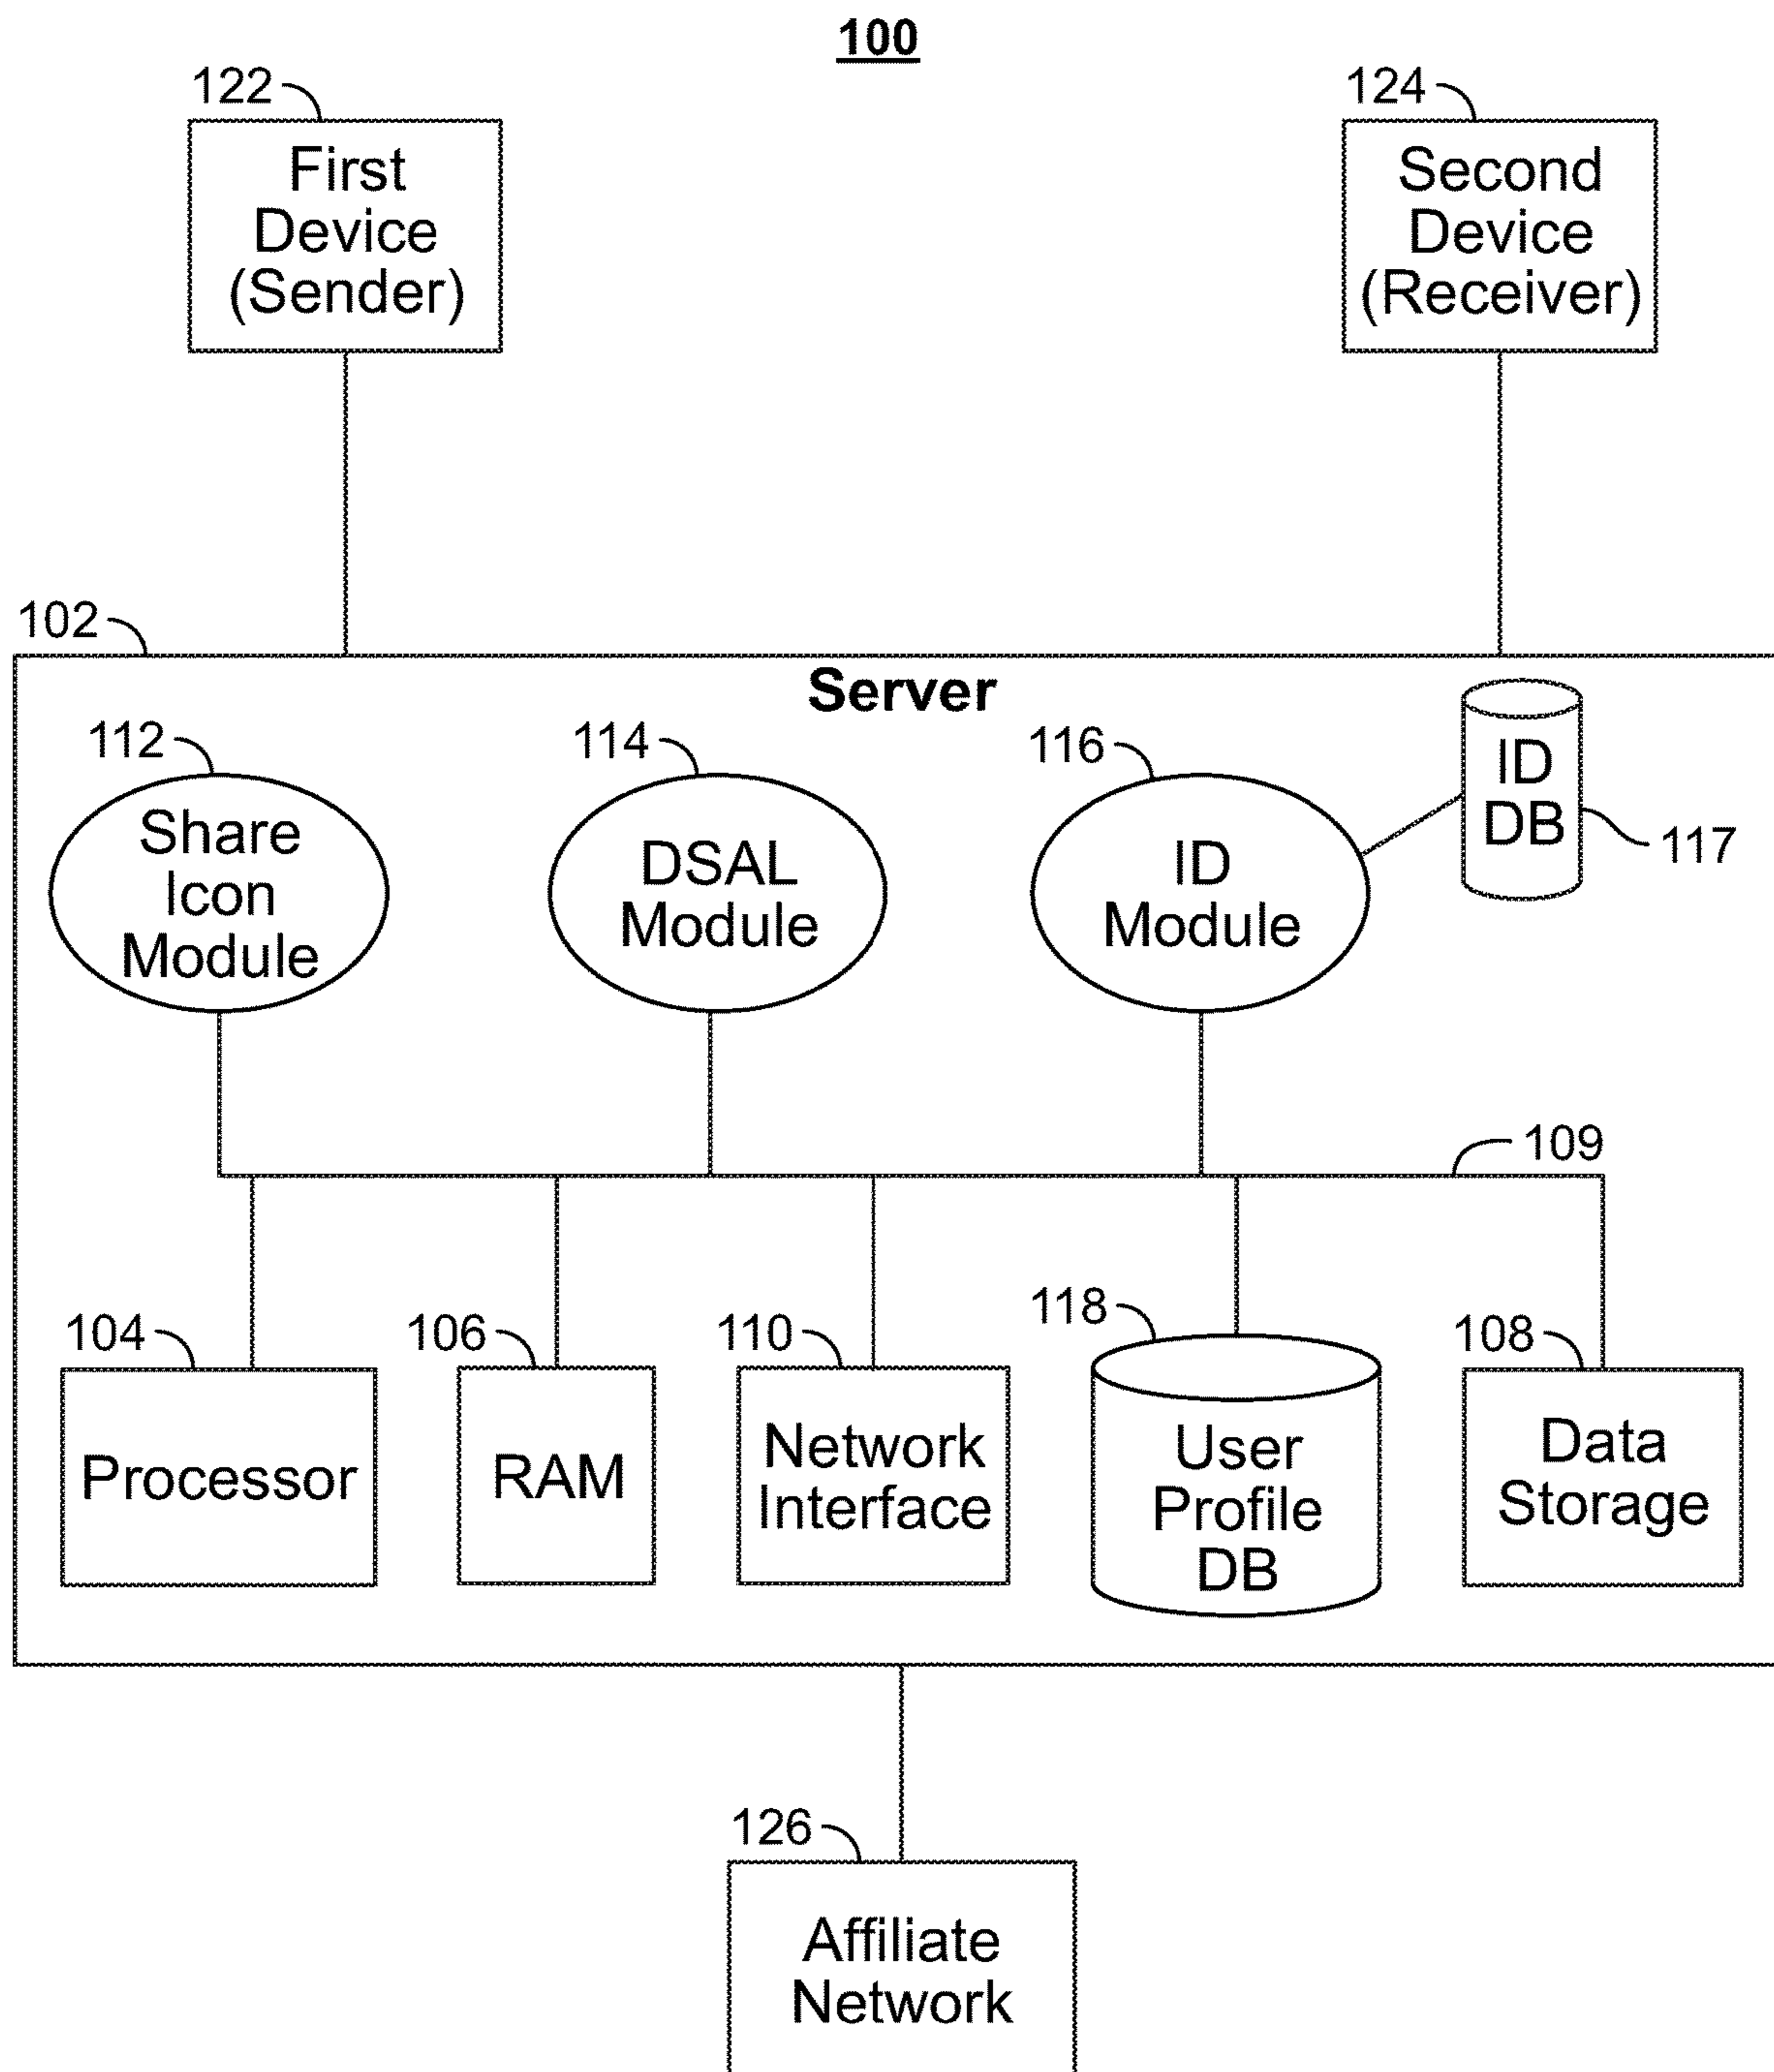 100
122
124
First
Device
(Sender)
Second
Device
(Receiver)
102
Server
112
114
116
ID
DB
117
Share
Icon
Module
DSAL
Module
ID
Module
109
104
106
110
118
108
Processor
RAM
Network
Interface
User
Profile
DB
Data
Storage
126
Affiliate
Network